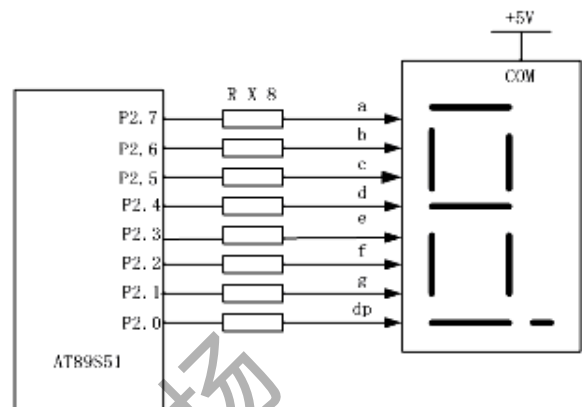 +5V
COM
R X 8
P2.7 a
P2.6 b
P2.5 c
P2.4 d
P2.3 e
P2.2 f
P2.1 g
P2.0 dp
AT89S51
场